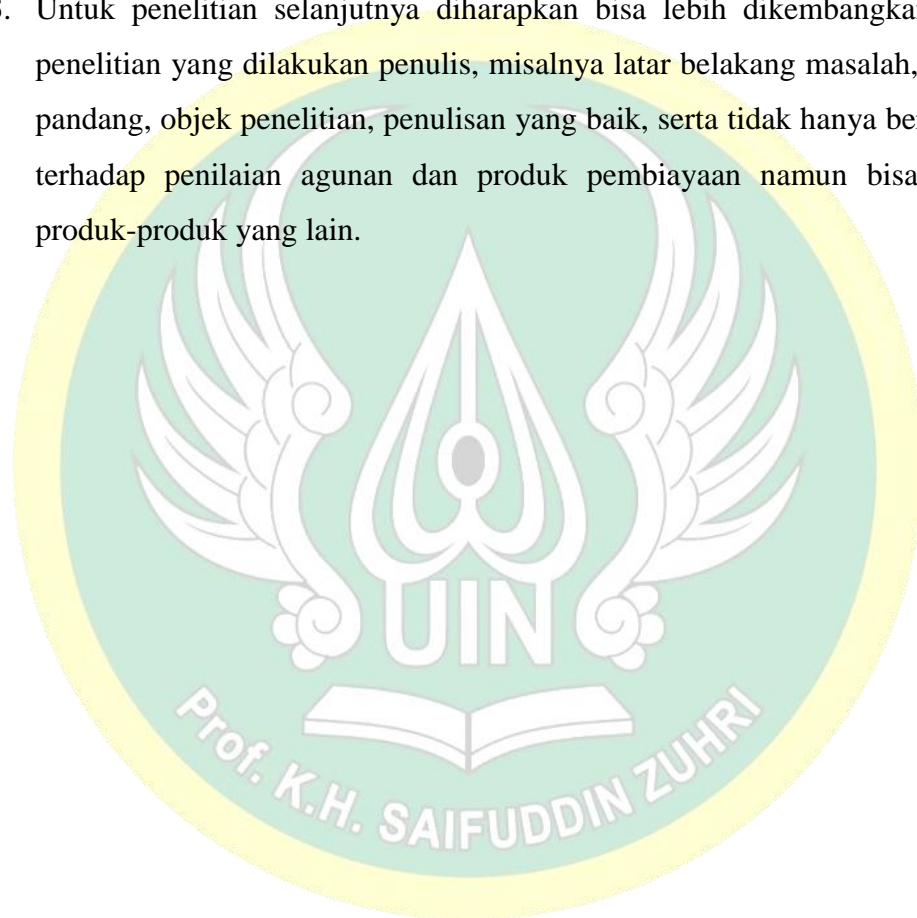 . Untuk penelitian selanjutnya diharapkan bisa lebih dikembangka
penelitian yang dilakukan penulis, misalnya latar belakang masalah,
pandang, objek penelitian, penulisan yang baik, serta tidak hanya be
terhadap penilaian agunan dan produk pembiayaan namun bisa
produk-produk yang lain.
UIN
Prof. K.H. SAIFUDDIN ZUHRI